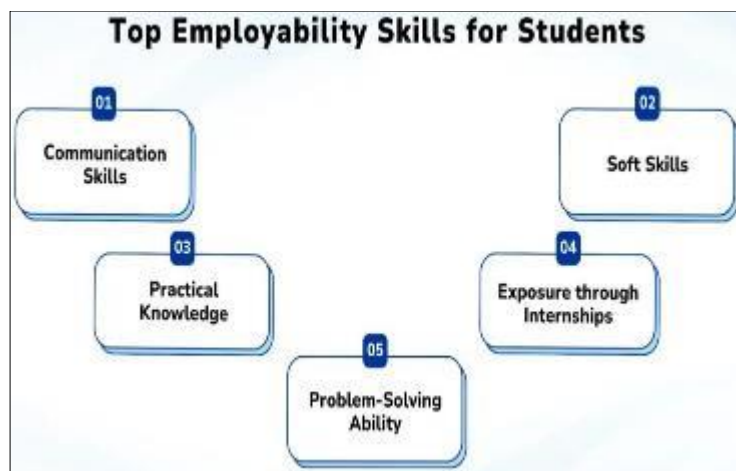 Top Employability Skills for Students
01
Communication
Skills
02
Soft Skills
03
Practical
Knowledge
04
Exposure through
Internships
05
Problem-Solving
Ability